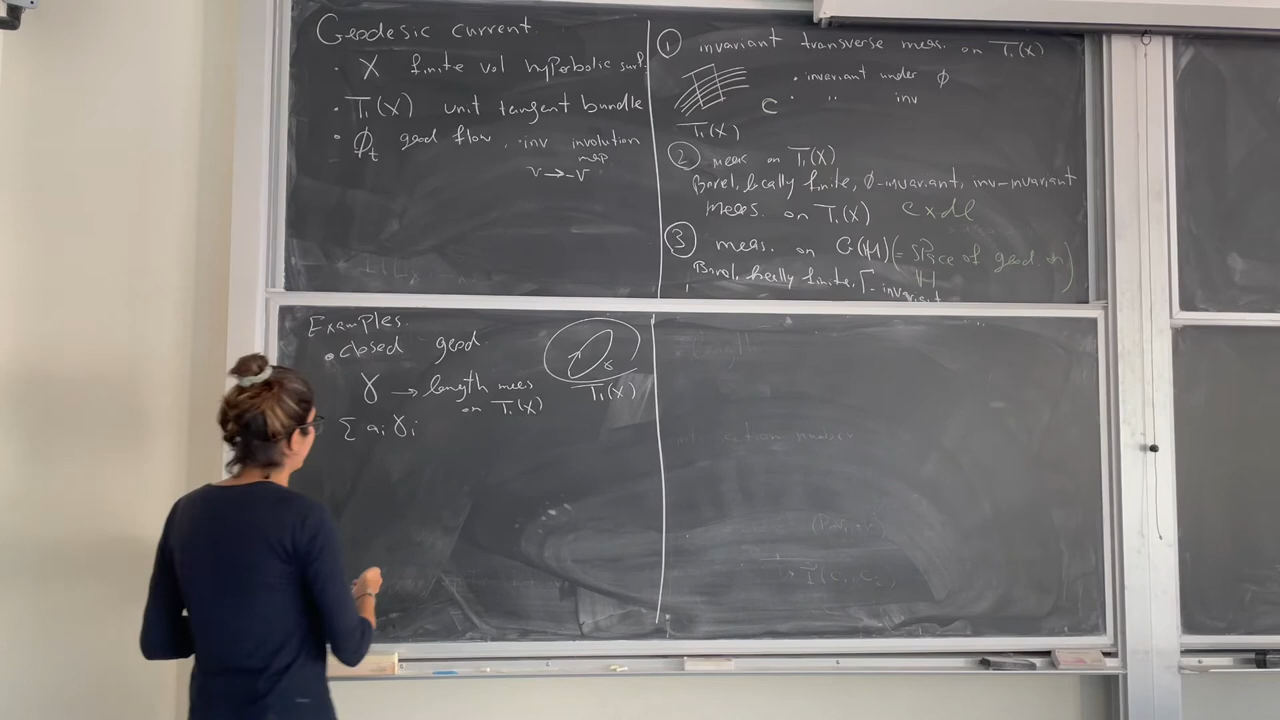 Geodesic current.
· X finite vol hyperbolic surf.
· T₁(X) unit tangent bundle
· ϕ_t geod flow, · inv involution map
v → -v
① invariant transverse meas. on T₁(X)
· invariant under ϕ
C · " inv
T₁(X)
② meas on T₁(X)
Borel, locally finite, ϕ-invariant, inv-invariant
meas. on T₁(X)
③ meas. on G(H) (= space of geod. on H)
Borel, locally finite, Γ-invariant
Examples.
· closed geod.
γ → length meas on T₁(X)
γ
T₁(X)
Σ aᵢ γᵢ